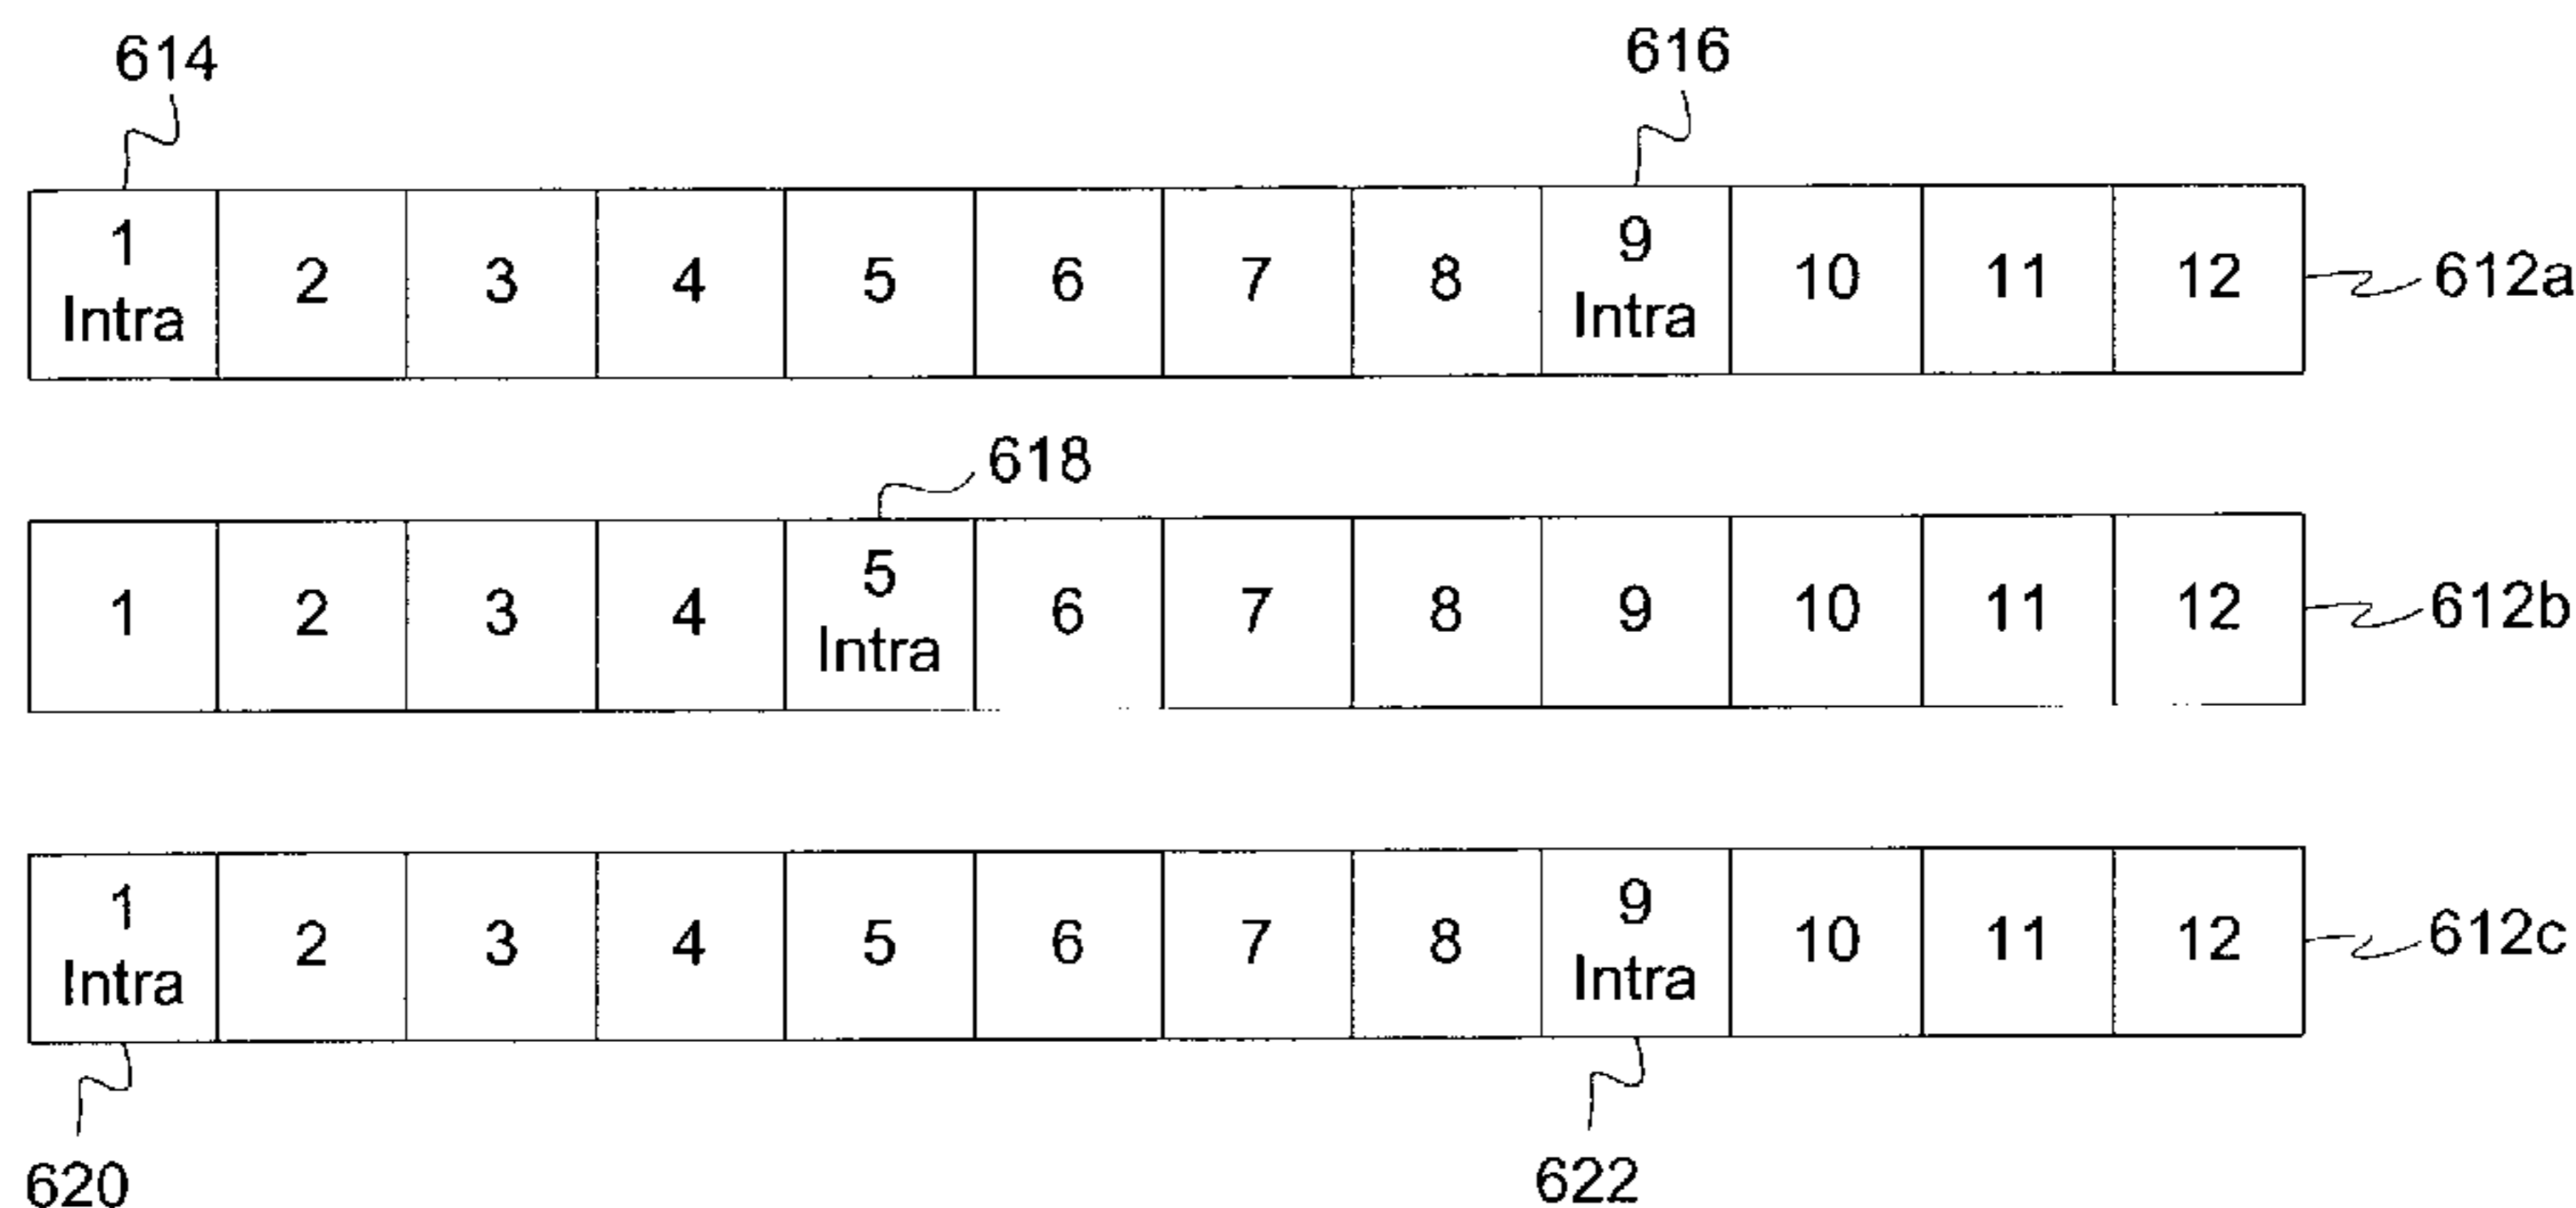 614 616
1 Intra 2 3 4 5 6 7 8 9 Intra 10 11 12 612a
618
1 2 3 4 5 Intra 6 7 8 9 10 11 12 612b
1 Intra 2 3 4 5 6 7 8 9 Intra 10 11 12 612c
620 622